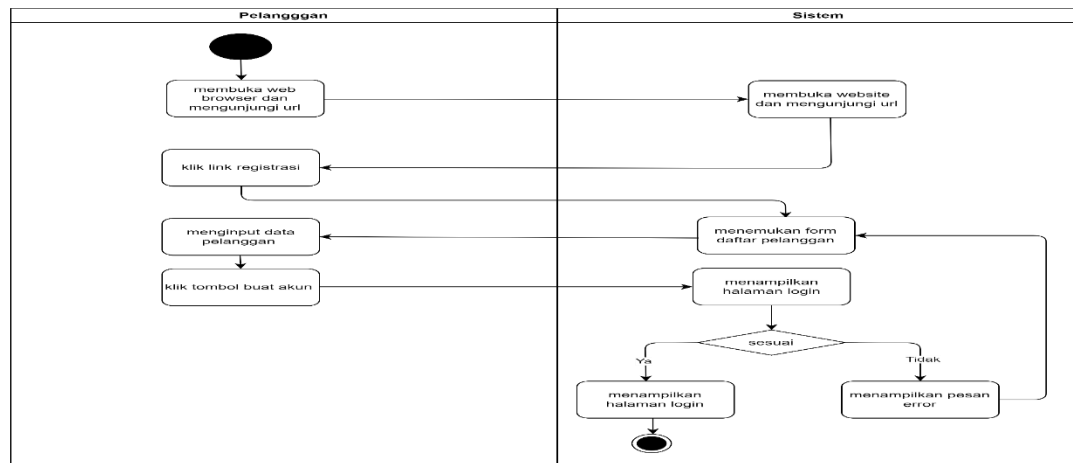 Pelangggan
Sistem
membuka web
browser dan
mengunjungi url
membuka website
dan mengunjungi url
klik link registrasi
menginput data
pelanggan
menemukan form
daftar pelanggan
klik tombol buat akun
menampilkan
halaman login
sesuai
Ya
Tidak
menampilkan
halaman login
menampilkan pesan
error